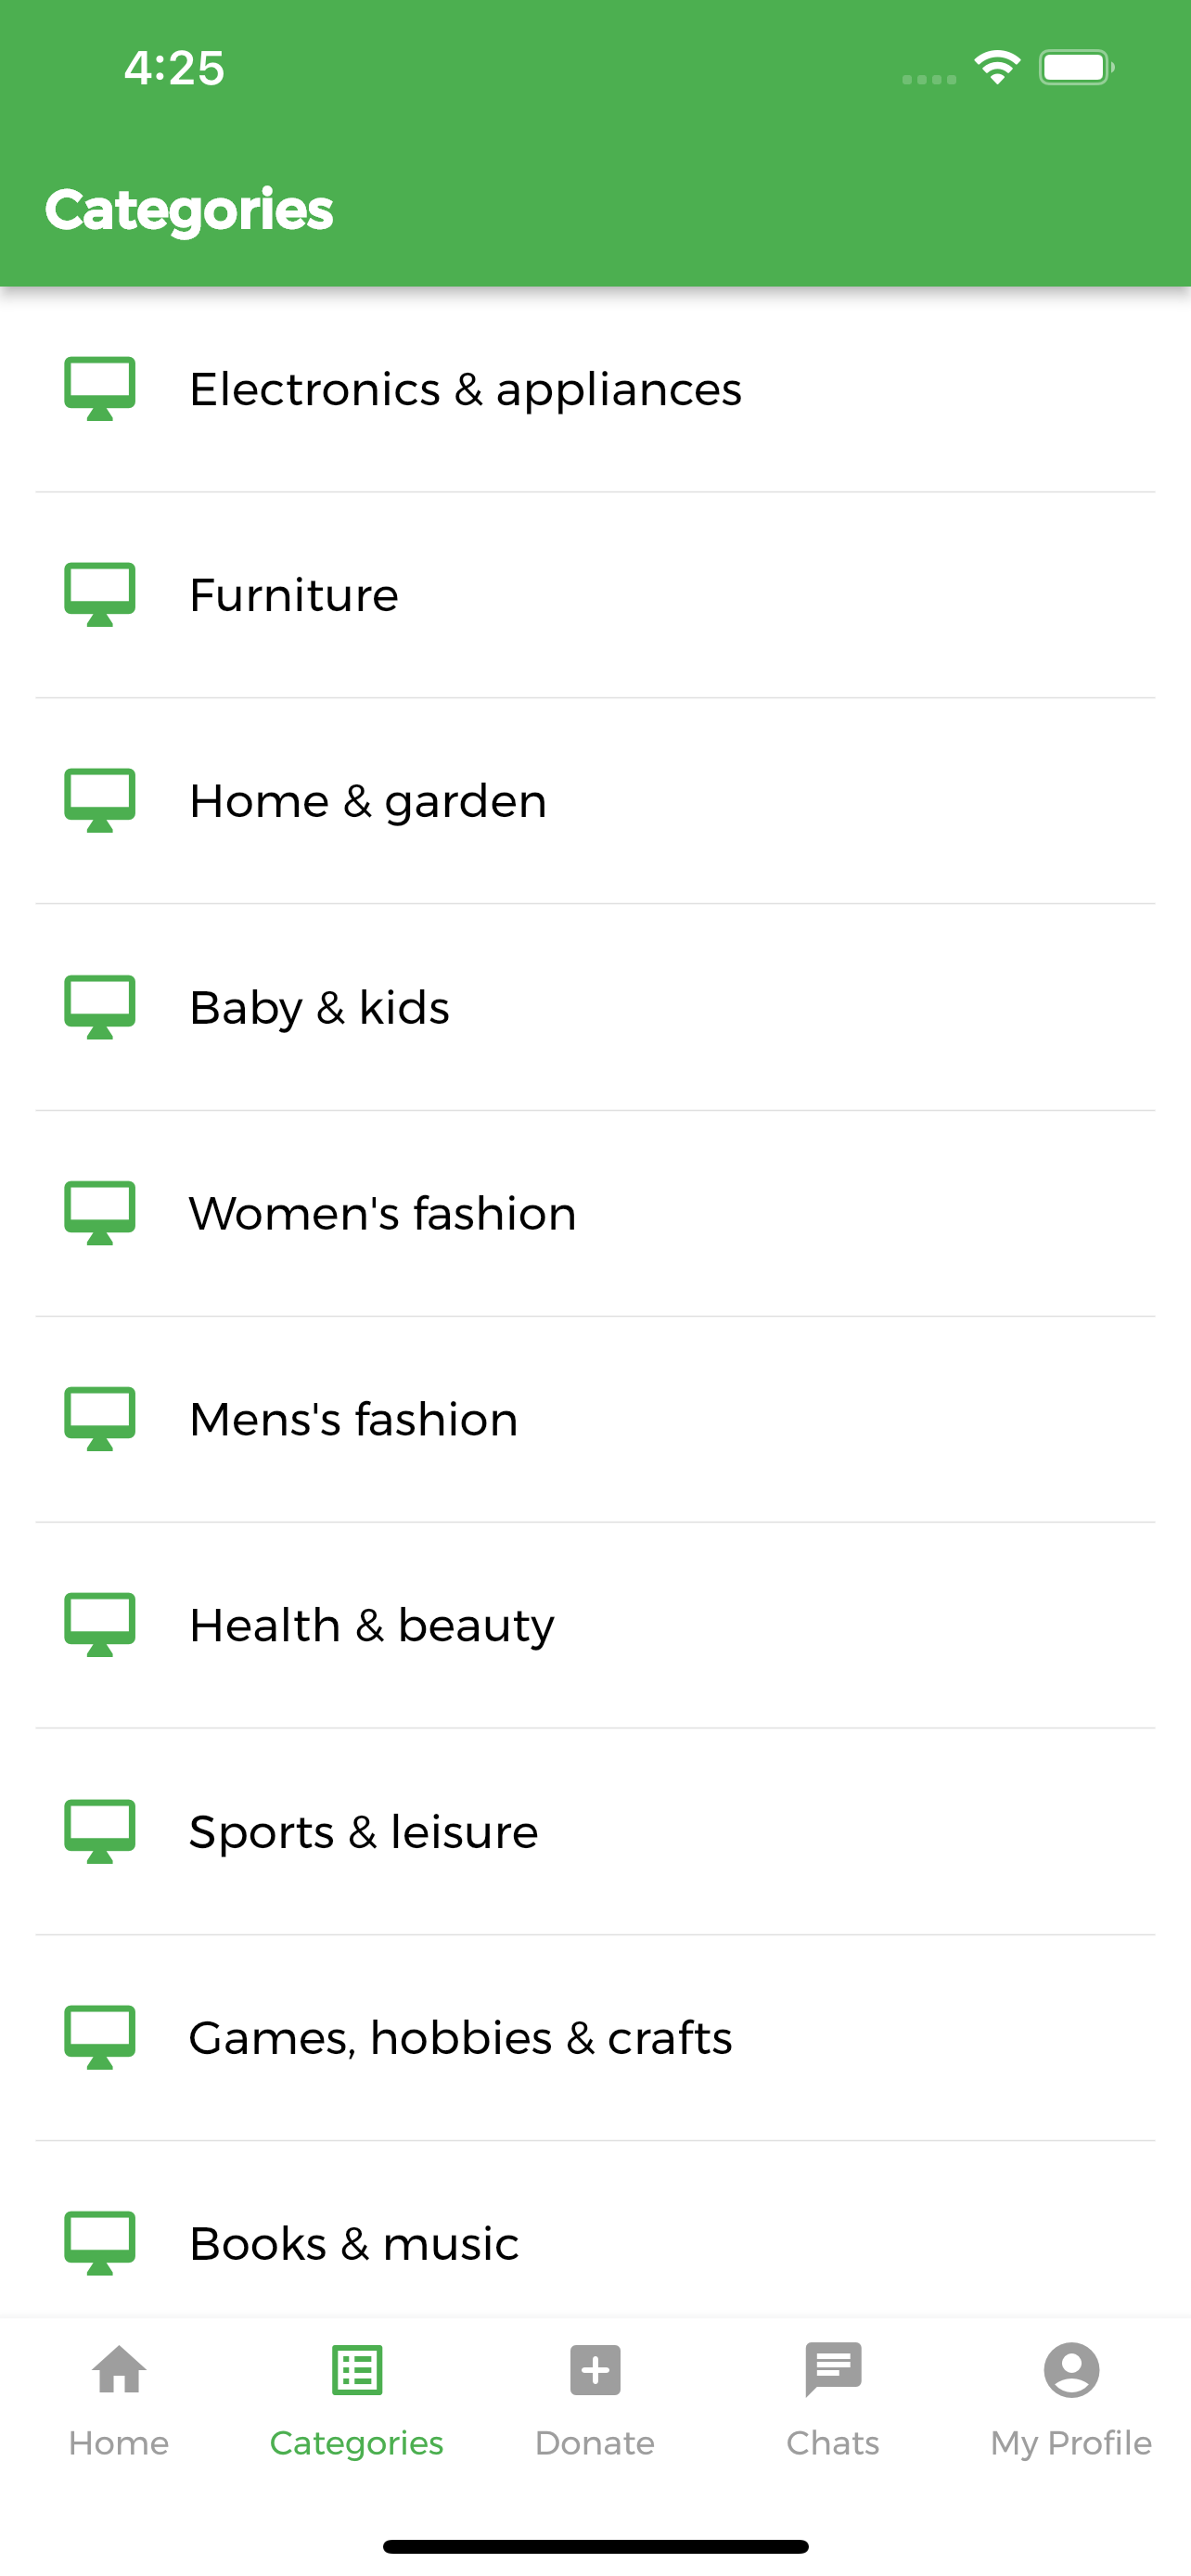 4:25
Categories
Electronics & appliances
Furniture
Home & garden
Baby & kids
Women's fashion
Mens's fashion
Health & beauty
Sports & leisure
Games, hobbies & crafts
Books & music
Home
Categories
Donate
Chats
My Profile